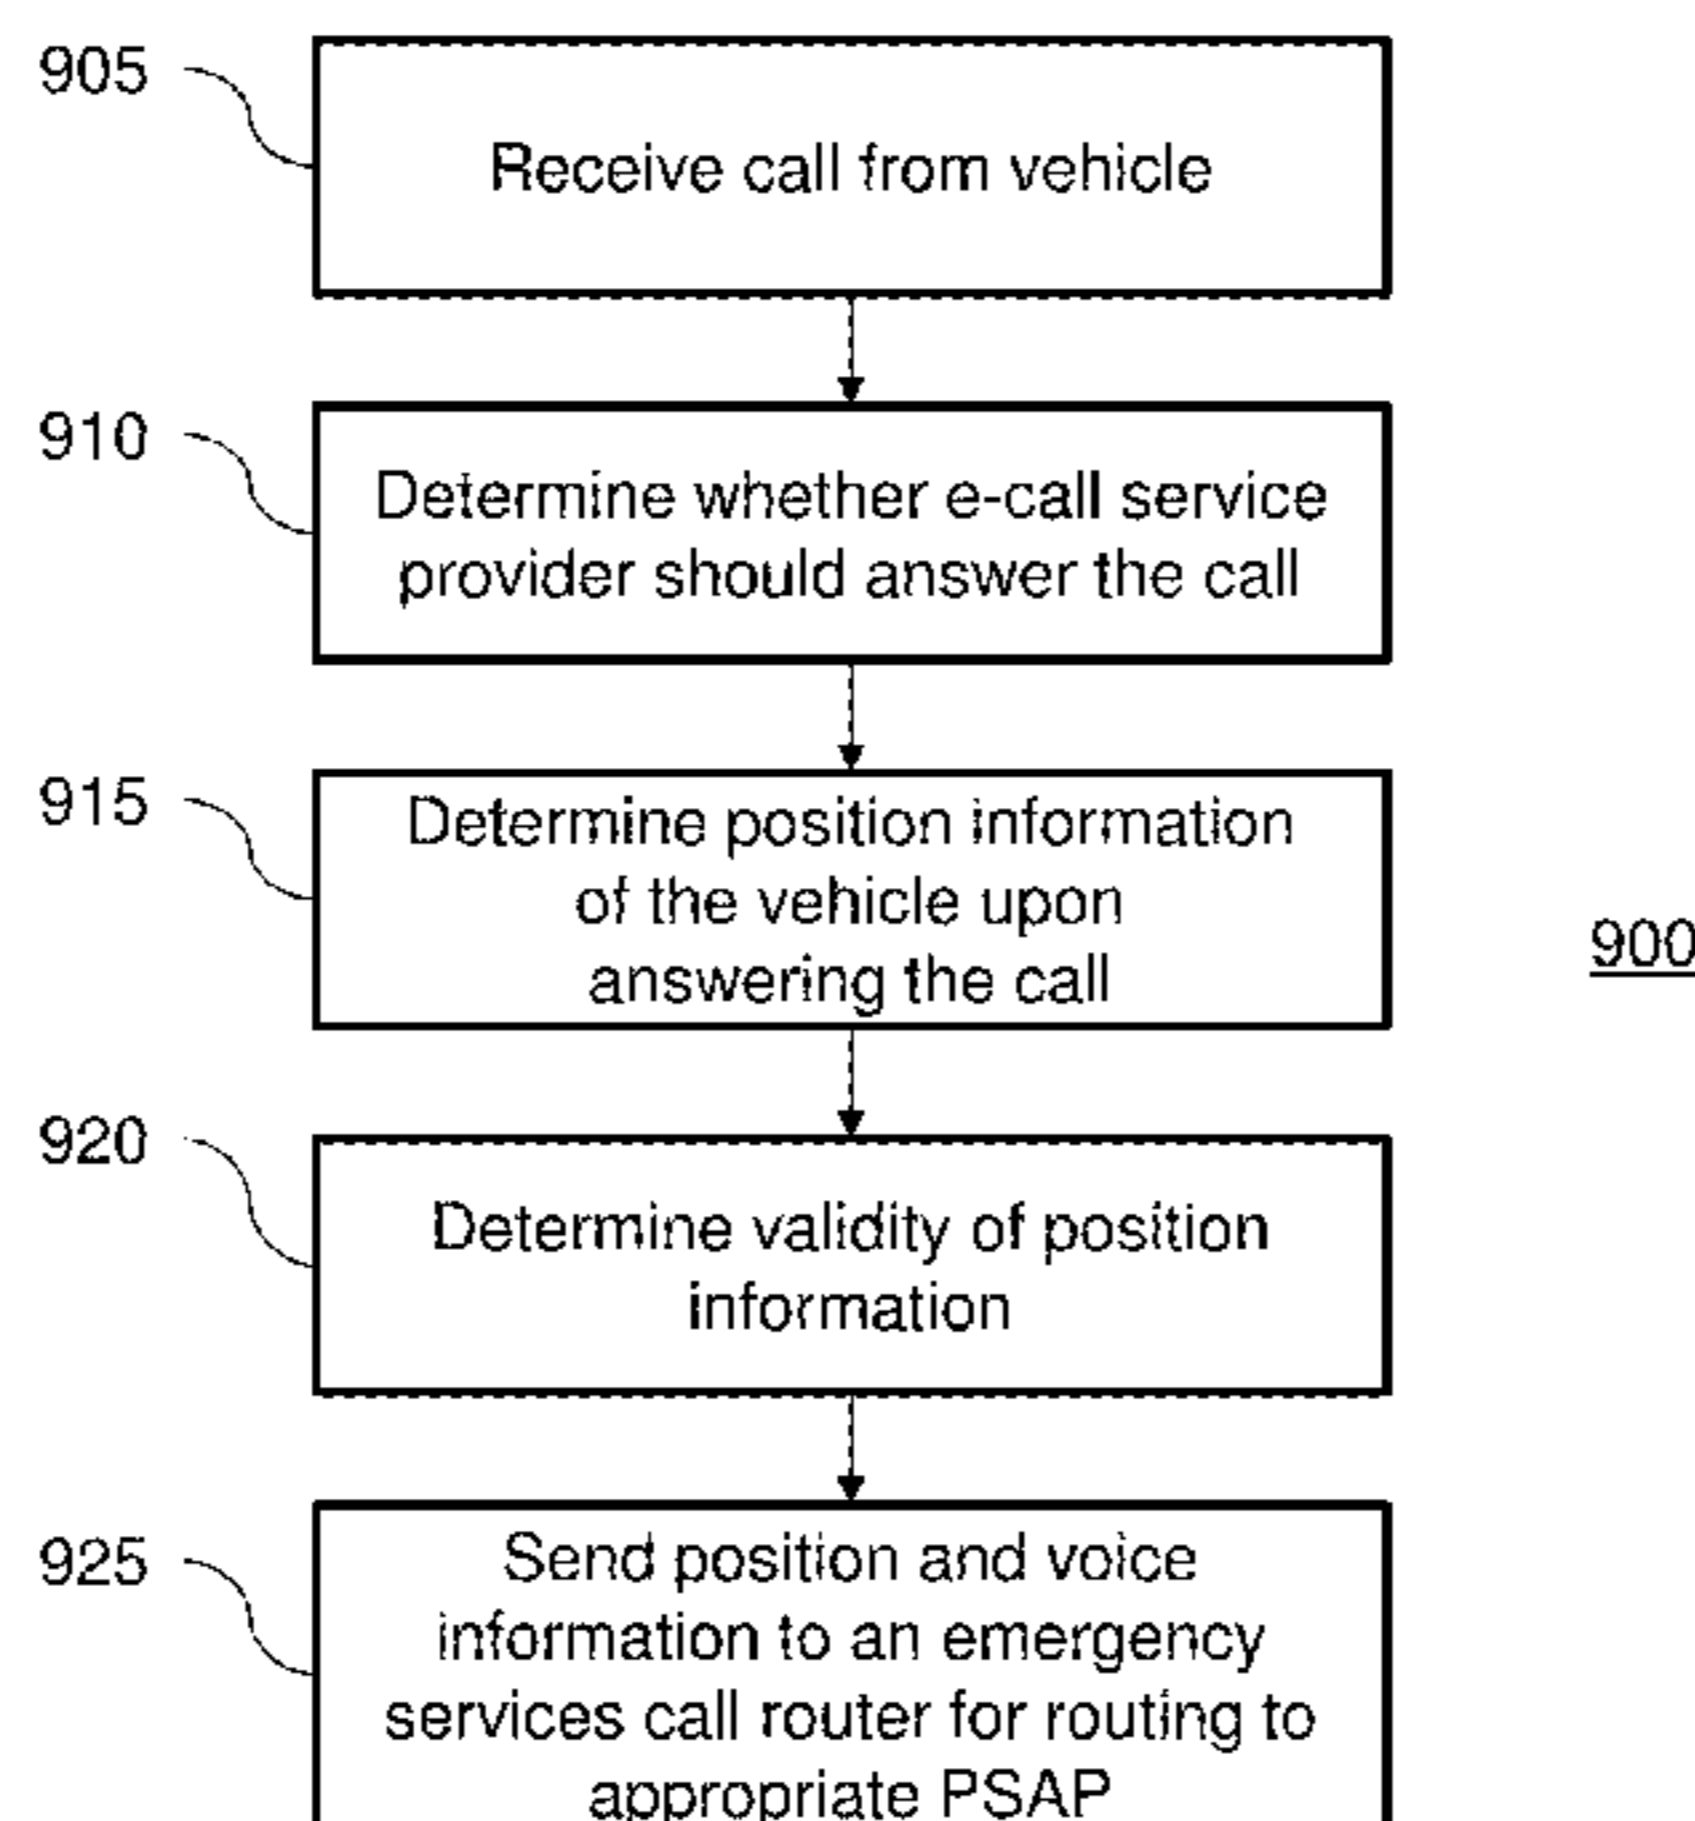 905
Receive call from vehicle
910
Determine whether e-call service
provider should answer the call
915
Determine position information
of the vehicle upon
answering the call
900
920
Determine validity of position
information
925
Send position and voice
information to an emergency
services call router for routing to
appropriate PSAP